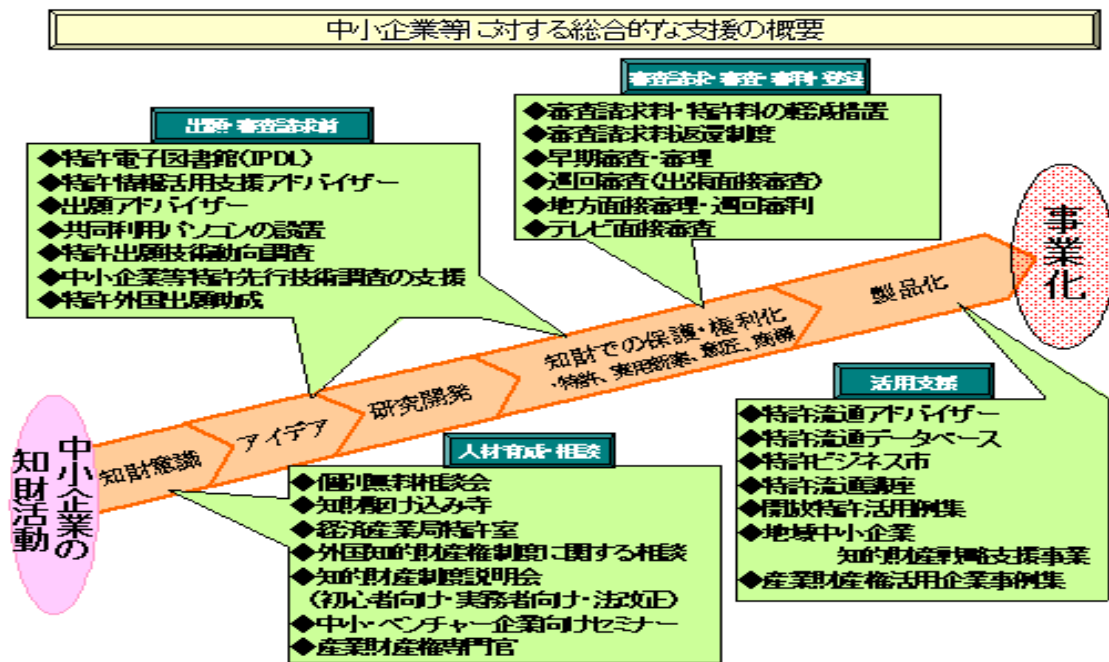 中小企業等に対する総合的な支援の概要
審査請求・審査・審判・登録
◆審査請求料・特許料の軽減措置
◆審査請求料返還制度
◆早期審査・審理
◆巡回審査(出張面接審査)
◆地方面接審理・巡回審判
◆テレビ面接審査
出願・審査請求前
◆特許電子図書館(IPDL)
◆特許情報活用支援アドバイザー
◆出願アドバイザー
◆共同利用パソコンの設置
◆特許出願技術動向調査
◆中小企業等特許先行技術調査の支援
◆特許外国出願助成
事業化
製品化
知財での保護・権利化
・特許、実用新案、意匠、商標
研究開発
アイデア
知財意識
中小企業の
知財活動
人材育成・相談
◆個別無料相談会
◆知財駆け込み寺
◆経済産業局特許室
◆外国知的財産権制度に関する相談
◆知的財産制度説明会
(初心者向け・実務者向け・法改正)
◆中小・ベンチャー企業向けセミナー
◆産業財産権専門官
活用支援
◆特許流通アドバイザー
◆特許流通データベース
◆特許ビジネス市
◆特許流通講座
◆開放特許活用例集
◆地域中小企業
知的財産戦略支援事業
◆産業財産権活用企業事例集